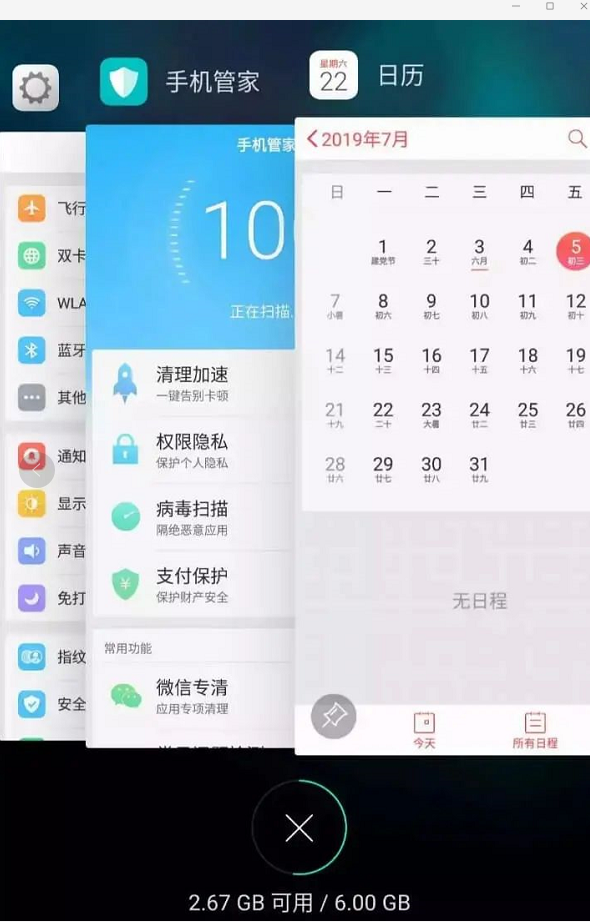 手机管家
星期六
22
日历
飞行
双卡
WLA
蓝牙
其他
通知
显示
声音
免打
指纹
安全
手机管家
10
正在扫描.
清理加速
一键告别卡顿
权限隐私
保护个人隐私
病毒扫描
隔绝恶意应用
支付保护
保护财产安全
常用功能
微信专清
应用专项清理
2019年7月
日 一 二 三 四 五
1 2 3 4 5
建党节 三十 六月 初二 初三
7 8 9 10 11 12
小暑 初六 初七 初八 初九 初十
14 15 16 17 18 19
十二 十三 十四 十五 十六 十七
21 22 23 24 25 26
十九 二十 大暑 廿二 廿三 廿四
28 29 30 31
廿六 廿七 廿八 廿九
无日程
今天
所有日程
2.67 GB 可用 / 6.00 GB